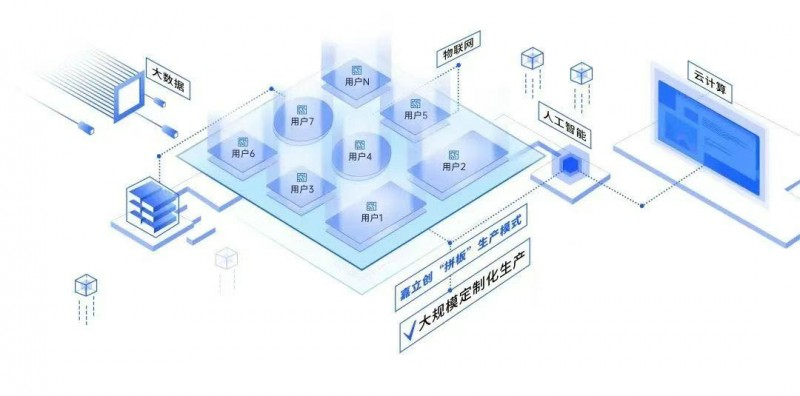 大数据
物联网
云计算
人工智能
用户N
用户7
用户5
用户6
用户4
用户2
用户3
用户1
嘉立创“拼板”生产模式
大规模定制化生产